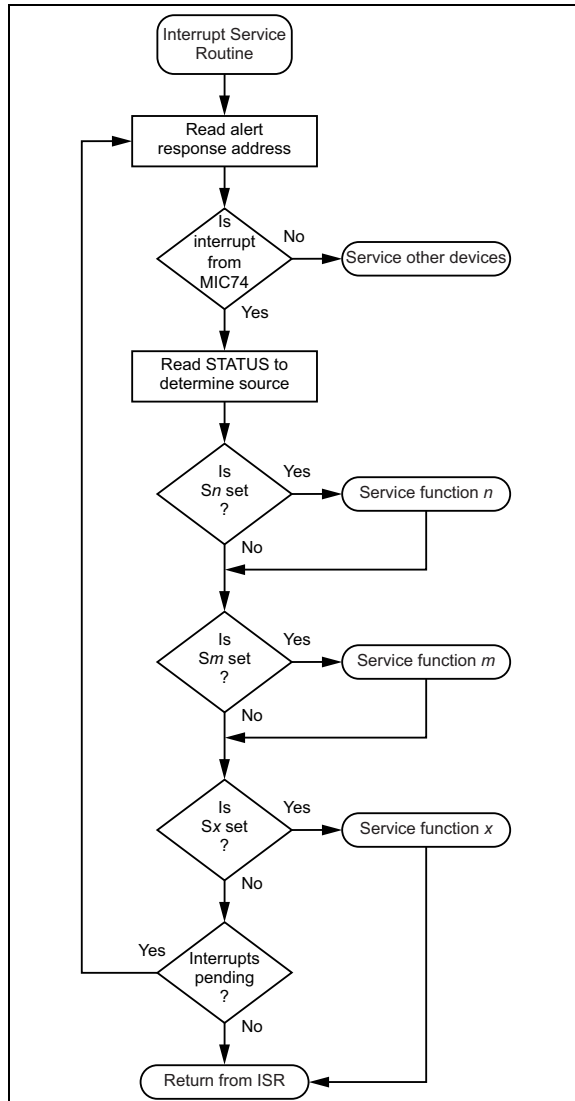 Interrupt Service
Routine
Read alert
response address
Is
interrupt
from
MIC74
No
Service other devices
Yes
Read STATUS to
determine source
Is
Sn set
?
Yes
Service function n
No
Is
Sm set
?
Yes
Service function m
No
Is
Sx set
?
Yes
Service function x
No
Yes
Interrupts
pending
?
No
Return from ISR